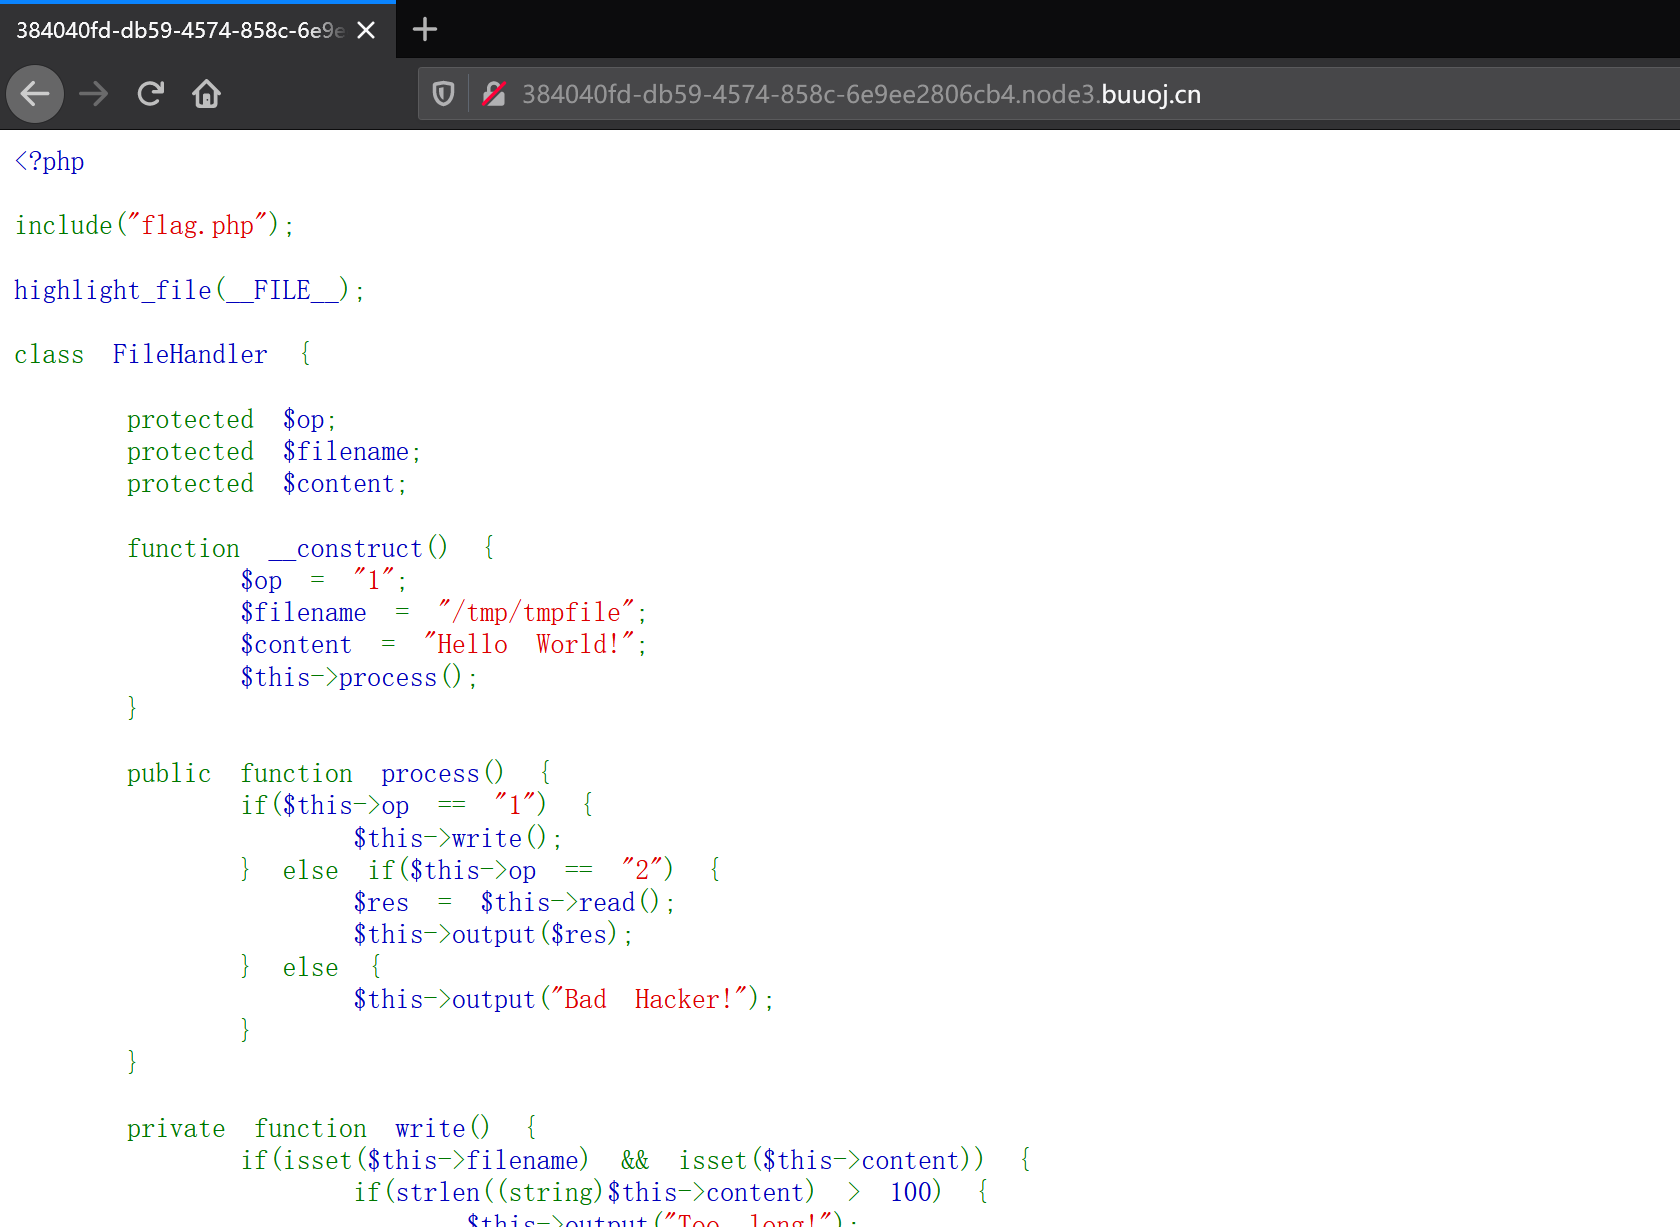 384040fd-db59-4574-858c-6e9e
384040fd-db59-4574-858c-6e9ee2806cb4.node3.buuoj.cn
<?php
include("flag.php");
highlight_file(__FILE__);
class FileHandler {
protected $op;
protected $filename;
protected $content;
function __construct() {
$op = "1";
$filename = "/tmp/tmpfile";
$content = "Hello World!";
$this->process();
}
public function process() {
if($this->op == "1") {
$this->write();
} else if($this->op == "2") {
$res = $this->read();
$this->output($res);
} else {
$this->output("Bad Hacker!");
}
}
private function write() {
if(isset($this->filename) && isset($this->content)) {
if(strlen((string)$this->content) > 100) {
$this->output("Too long!");